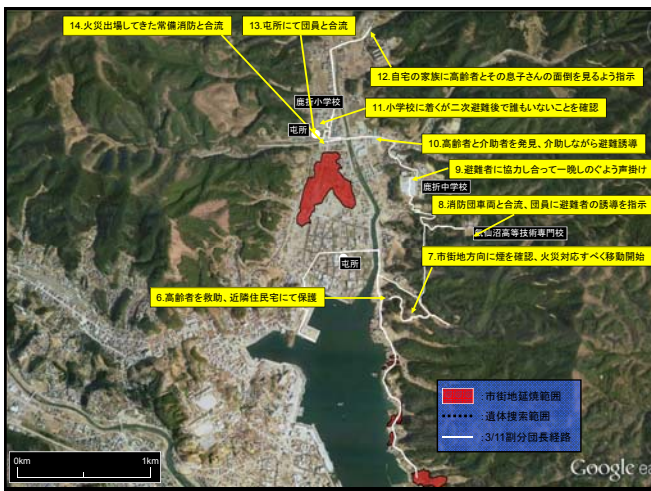 14.火災出場してきた常備消防と合流
13.屯所にて団員と合流
12.自宅の家族に高齢者とその息子さんの面倒を見るよう指示
鹿折小学校
11.小学校に着くが二次避難後で誰もいないことを確認
屯所
10.高齢者と介助者を発見、介助しながら避難誘導
9.避難者に協力し合って一晩しのぐよう声掛け
鹿折中学校
8.消防団車両と合流、団員に避難者の誘導を指示
仙沼高等技術専門校
7.市街地方向に煙を確認、火災対応すべく移動開始
屯所
6.高齢者を救助、近隣住民宅にて保護
:市街地延焼範囲
:遺体捜索範囲
:3/11副分団長経路
0km 1km
Google ea